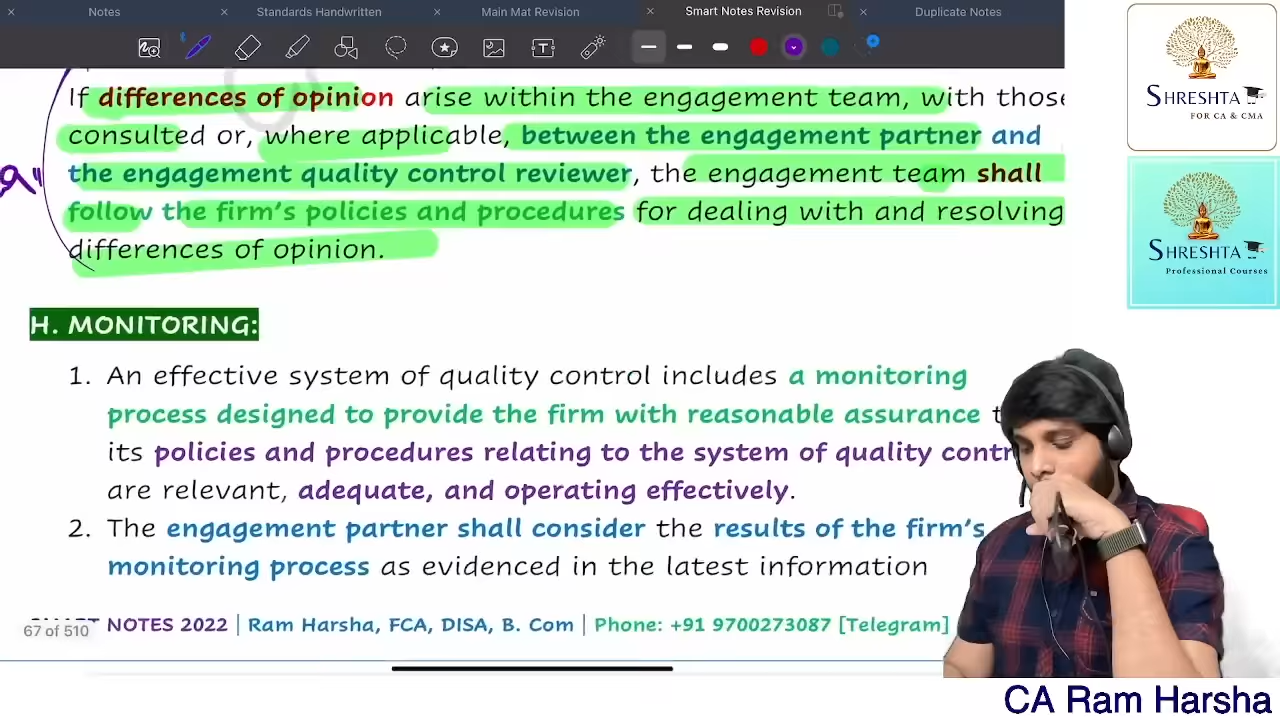 Notes
Standards Handwritten
Main Mat Revision
Smart Notes Revision
Duplicate Notes
If differences of opinion arise within the engagement team, with those
consulted or, where applicable, between the engagement partner and
the engagement quality control reviewer, the engagement team shall
follow the firm's policies and procedures for dealing with and resolving
differences of opinion.
H. MONITORING:
1. An effective system of quality control includes a monitoring
process designed to provide the firm with reasonable assurance
its policies and procedures relating to the system of quality
are relevant, adequate, and operating effectively.
2. The engagement partner shall consider the results of the firm's
monitoring process as evidenced in the latest information
67 of 510
NOTES 2022 | Ram Harsha, FCA, DISA, B. Com | Phone: +91 9700273087 [Telegram]
SHRESHTA
FOR CA & CMA
SHRESHTA
Professional Courses
CA Ram Harsha